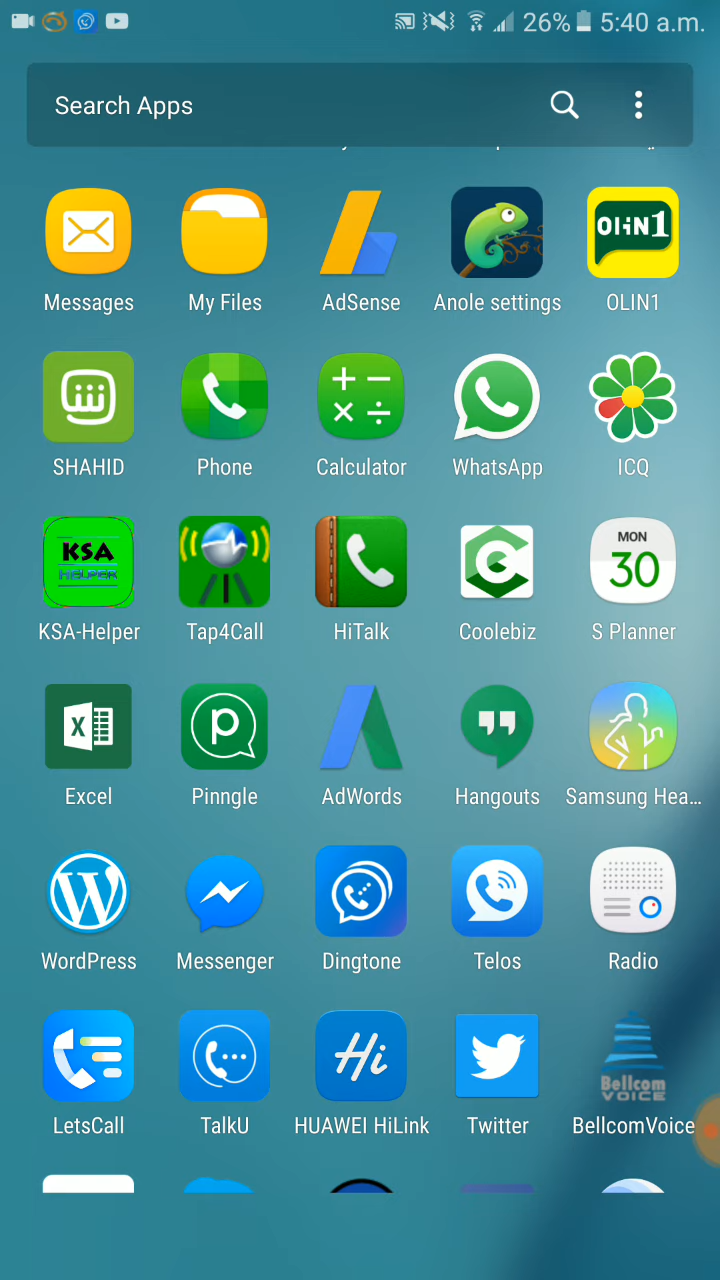 26% 5:40 a.m.
Search Apps
OLIN1
Messages My Files AdSense Anole settings OLIN1
SHAHID Phone Calculator WhatsApp ICQ
KSA
HELPER
MON
30
KSA-Helper Tap4Call HiTalk Coolebiz S Planner
X
Excel Pinngle AdWords Hangouts Samsung Hea...
W
WordPress Messenger Dingtone Telos Radio
Hi
Bellcom
VOICE
LetsCall TalkU HUAWEI HiLink Twitter BellcomVoice